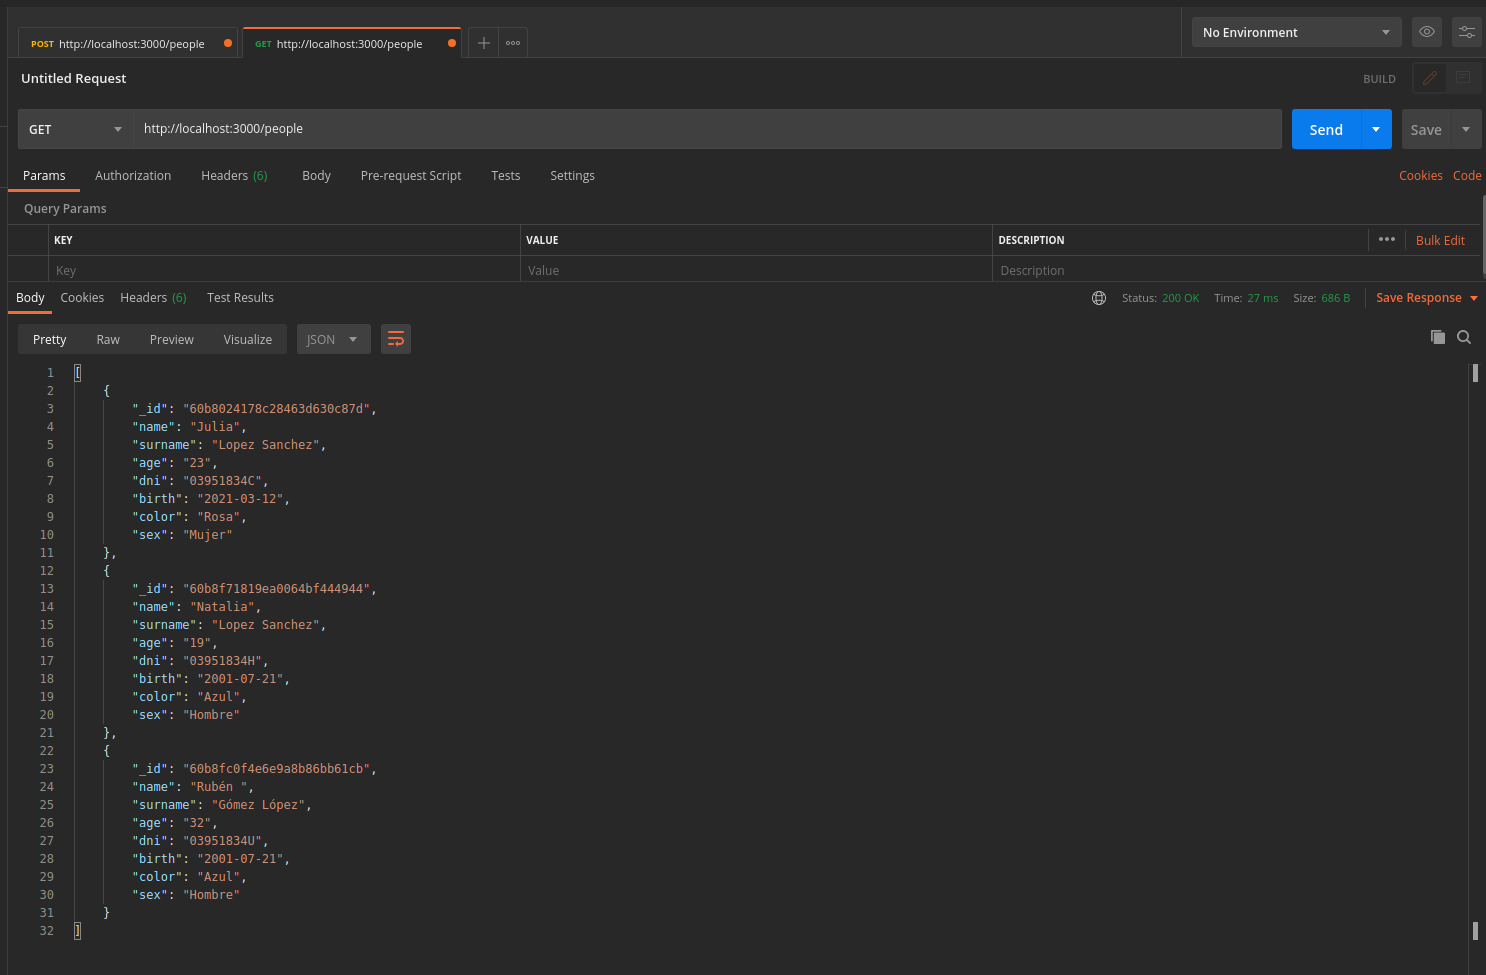 POST http://localhost:3000/people
GET http://localhost:3000/people
No Environment
Untitled Request
BUILD
GET http://localhost:3000/people Send Save
Params Authorization Headers (6) Body Pre-request Script Tests Settings Cookies Code
Query Params
KEY VALUE DESCRIPTION Bulk Edit
Key Value Description
Body Cookies Headers (6) Test Results Status: 200 OK Time: 27 ms Size: 686 B Save Response
Pretty Raw Preview Visualize JSON
1 [
2 {
3 "_id": "60b8024178c28463d630c87d",
4 "name": "Julia",
5 "surname": "Lopez Sanchez",
6 "age": "23",
7 "dni": "03951834C",
8 "birth": "2021-03-12",
9 "color": "Rosa",
10 "sex": "Mujer"
11 },
12 {
13 "_id": "60b8f71819ea0064bf444944",
14 "name": "Natalia",
15 "surname": "Lopez Sanchez",
16 "age": "19",
17 "dni": "03951834H",
18 "birth": "2001-07-21",
19 "color": "Azul",
20 "sex": "Hombre"
21 },
22 {
23 "_id": "60b8fc0f4e6e9a8b86bb61cb",
24 "name": "Rubén ",
25 "surname": "Gómez López",
26 "age": "32",
27 "dni": "03951834U",
28 "birth": "2001-07-21",
29 "color": "Azul",
30 "sex": "Hombre"
31 }
32 ]